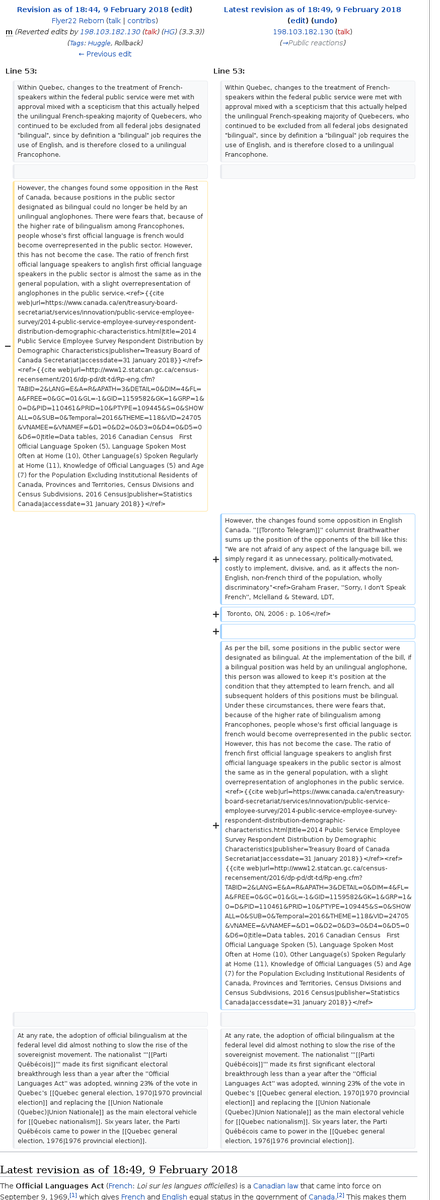 Revision as of 18:44, 9 February 2018 (edit)
Flyer22 Reborn (talk | contribs)
m (Reverted edits by 198.103.182.130 (talk) (HG) (3.3.3))
(Tags: Huggle, Rollback)
← Previous edit
Latest revision as of 18:49, 9 February 2018
(edit) (undo)
198.103.182.130 (talk)
(→Public reactions)
Line 53:
Line 53:
Within Quebec, changes to the treatment of French-
speakers within the federal public service were met with
approval mixed with a scepticism that this actually helped
the unilingual French-speaking majority of Quebecers, who
continued to be excluded from all federal jobs designated
"bilingual", since by definition a "bilingual" job requires the
use of English, and is therefore closed to a unilingual
Francophone.
Within Quebec, changes to the treatment of French-
speakers within the federal public service were met with
approval mixed with a scepticism that this actually helped
the unilingual French-speaking majority of Quebecers, who
continued to be excluded from all federal jobs designated
"bilingual", since by definition a "bilingual" job requires the
use of English, and is therefore closed to a unilingual
Francophone.
−
However, the changes found some opposition in the Rest
of Canada, because positions in the public sector
designated as bilingual could no longer be held by an
unilingual anglophones. There were fears that, because of
the higher rate of bilingualism among Francophones,
people whose's first official language is french would
become overrepresented in the public sector. However,
this has not become the case. The ratio of french first
official language speakers to anglish first official language
speakers in the public sector is almost the same as in the
general population, with a slight overrepresentation of
anglophones in the public service.<ref>{{cite
web|url=https://www.canada.ca/en/treasury-board-
secretariat/services/innovation/public-service-employee-
survey/2014-public-service-employee-survey-respondent-
distribution-demographic-characteristics.html|title=2014
Public Service Employee Survey Respondent Distribution by
Demographic Characteristics|publisher=Treasury Board of
Canada Secretariat|accessdate=31 January 2018}}</ref>
<ref>{{cite web|url=http://www12.statcan.gc.ca/census-
recensement/2016/dp-pd/dt-td/Rp-eng.cfm?
TABID=2&LANG=E&A=R&APATH=3&DETAIL=0&DIM=4&FL=
A&FREE=0&GC=01&GL=-1&GID=1159582&GK=1&GRP=1&
O=D&PID=110461&PRID=10&PTYPE=109445&S=0&SHOW
ALL=0&SUB=0&Temporal=2016&THEME=118&VID=24705
&VNAMEE=&VNAMEF=&D1=0&D2=0&D3=0&D4=0&D5=0
&D6=0|title=Data tables, 2016 Canadian Census   First
Official Language Spoken (5), Language Spoken Most
Often at Home (10), Other Language(s) Spoken Regularly
at Home (11), Knowledge of Official Languages (5) and Age
(7) for the Population Excluding Institutional Residents of
Canada, Provinces and Territories, Census Divisions and
Census Subdivisions, 2016 Census|publisher=Statistics
Canada|accessdate=31 January 2018}}</ref>
+
However, the changes found some opposition in English
Canada. ''[[Toronto Telegram]]'' columnist Braithwaither
sums up the position of the opponents of the bill like this:
"We are not afraid of any aspect of the language bill, we
simply regard it as unnecessary, politically-motivated,
costly to implement, divisive, and, as it affects the non-
English, non-french third of the population, wholly
discriminatory"<ref>Graham Fraser, "Sorry, I don't Speak
French", Mclelland & Steward, LDT,
+
Toronto, ON, 2006 : p. 106</ref>
+
+
As per the bill, some positions in the public sector were
designated as bilingual. At the implementation of the bill, if
a bilingual position was held by an unilingual anglophone,
this person was allowed to keep it's position at the
condition that they attempted to learn french, and all
subsequent holders of this positions must be bilingual.
Under these circumstances, there were fears that,
because of the higher rate of bilingualism among
Francophones, people whose's first official language is
french would become overrepresented in the public sector.
However, this has not become the case. The ratio of
french first official language speakers to anglish first
official language speakers in the public sector is almost
the same as in the general population, with a slight
overrepresentation of anglophones in the public service.
<ref>{{cite web|url=https://www.canada.ca/en/treasury-
board-secretariat/services/innovation/public-service-
employee-survey/2014-public-service-employee-survey-
respondent-distribution-demographic-
characteristics.html|title=2014 Public Service Employee
Survey Respondent Distribution by Demographic
Characteristics|publisher=Treasury Board of Canada
Secretariat|accessdate=31 January 2018}}</ref><ref>
{{cite web|url=http://www12.statcan.gc.ca/census-
recensement/2016/dp-pd/dt-td/Rp-eng.cfm?
TABID=2&LANG=E&A=R&APATH=3&DETAIL=0&DIM=4&FL=
A&FREE=0&GC=01&GL=-1&GID=1159582&GK=1&GRP=1&
O=D&PID=110461&PRID=10&PTYPE=109445&S=0&SHOW
ALL=0&SUB=0&Temporal=2016&THEME=118&VID=24705
&VNAMEE=&VNAMEF=&D1=0&D2=0&D3=0&D4=0&D5=0
&D6=0|title=Data tables, 2016 Canadian Census   First
Official Language Spoken (5), Language Spoken Most
Often at Home (10), Other Language(s) Spoken Regularly
at Home (11), Knowledge of Official Languages (5) and Age
(7) for the Population Excluding Institutional Residents of
Canada, Provinces and Territories, Census Divisions and
Census Subdivisions, 2016 Census|publisher=Statistics
Canada|accessdate=31 January 2018}}</ref>
At any rate, the adoption of official bilingualism at the
federal level did almost nothing to slow the rise of the
sovereignist movement. The nationalist '''[[Parti
Québécois]]''' made its first significant electoral
breakthrough less than a year after the "Official
Languages Act" was adopted, winning 23% of the vote in
Quebec's [[Quebec general election, 1970|1970 provincial
election]] and replacing the [[Union Nationale
(Quebec)|Union Nationale]] as the main electoral vehicle
for [[Quebec nationalism]]. Six years later, the Parti
Québécois came to power in the [[Quebec general
election, 1976|1976 provincial election]].
At any rate, the adoption of official bilingualism at the
federal level did almost nothing to slow the rise of the
sovereignist movement. The nationalist '''[[Parti
Québécois]]''' made its first significant electoral
breakthrough less than a year after the "Official
Languages Act" was adopted, winning 23% of the vote in
Quebec's [[Quebec general election, 1970|1970 provincial
election]] and replacing the [[Union Nationale
(Quebec)|Union Nationale]] as the main electoral vehicle
for [[Quebec nationalism]]. Six years later, the Parti
Québécois came to power in the [[Quebec general
election, 1976|1976 provincial election]].
Latest revision as of 18:49, 9 February 2018
The Official Languages Act (French: Loi sur les langues officielles) is a Canadian law that came into force on
September 9, 1969,[1] which gives French and English equal status in the government of Canada.[2] This makes them